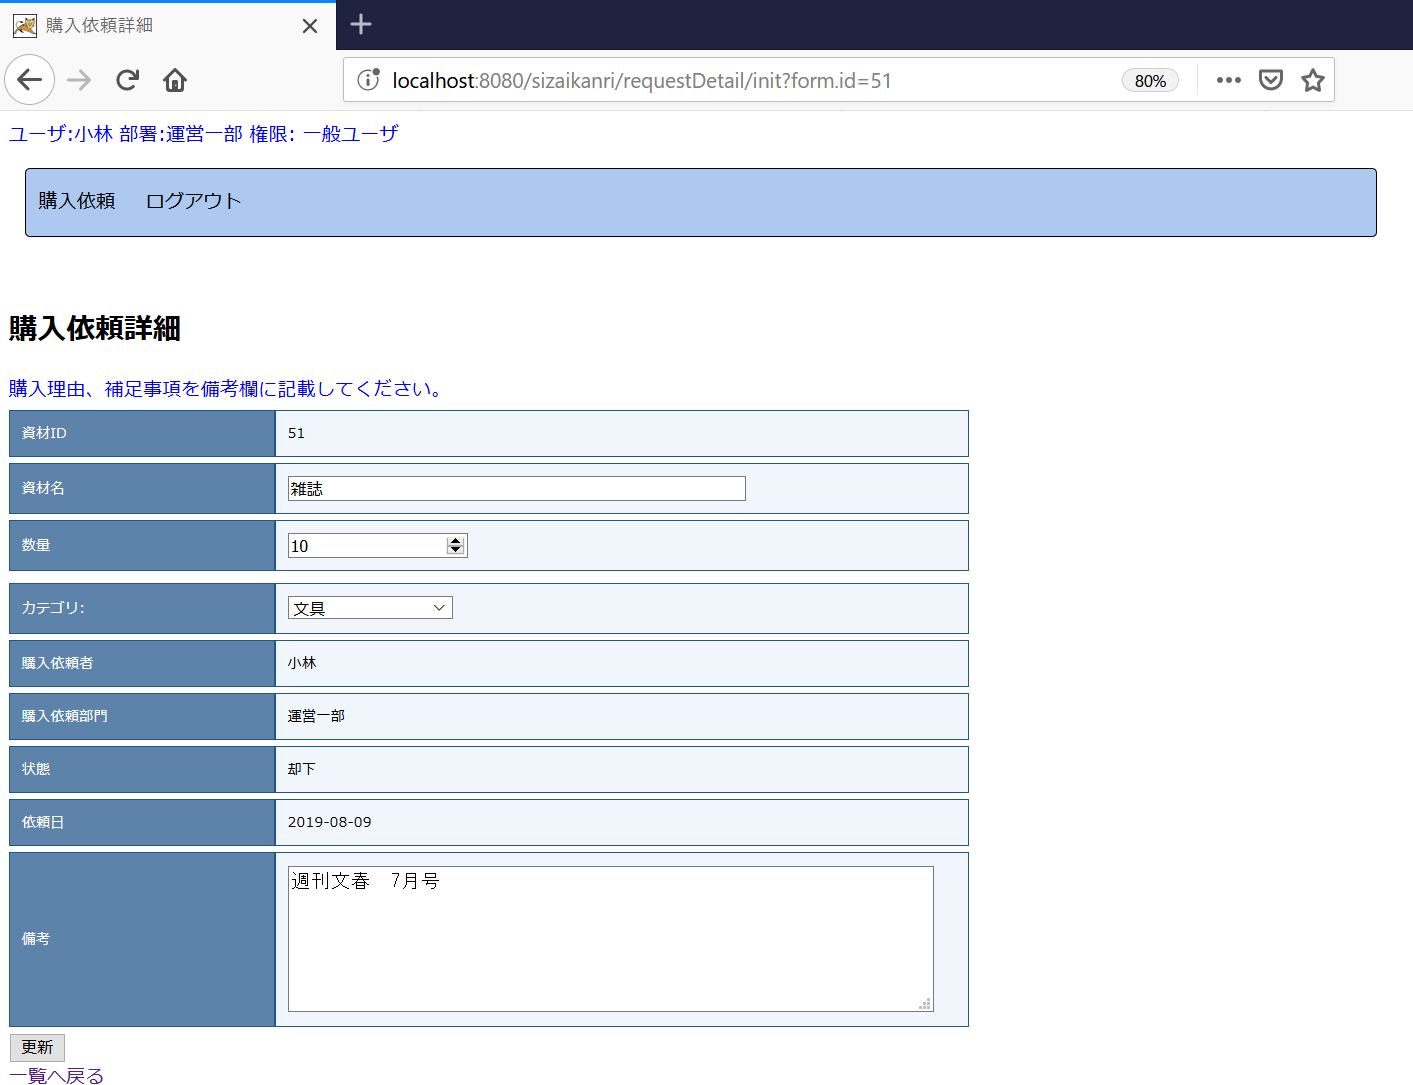 購入依頼詳細
localhost:8080/sizaikanri/requestDetail/init?form.id=51 80%
ユーザ:小林 部署:運営一部 権限: 一般ユーザ
購入依頼 ログアウト
購入依頼詳細
購入理由、補足事項を備考欄に記載してください。
資材ID 51
資材名 雑誌
数量 10
カテゴリ: 文具
購入依頼者 小林
購入依頼部門 運営一部
状態 却下
依頼日 2019-08-09
備考 週刊文春　7月号
更新
一覧へ戻る